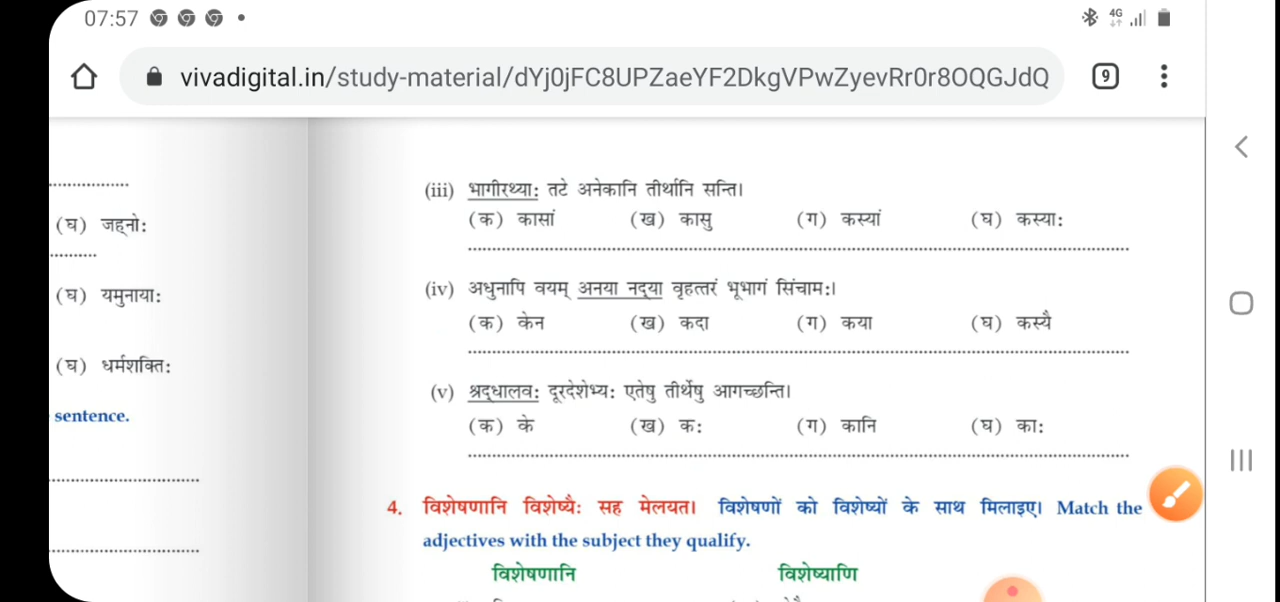 07:57
4G
vivadigital.in/study-material/dYj0jFC8UPZaeYF2DkgVPwZyevRr0r8OQGJdQ
9
(घ) जह्नो:
(घ) यमुनाया:
(घ) धर्मशक्ति:
sentence.
(iii) भागीरथ्या: तटे अनेकानि तीर्थानि सन्ति।
(क) कासां (ख) कासु (ग) कस्यां (घ) कस्या:
(iv) अधुनापि वयम् अनया नद्या वृहत्तरं भूभागं सिंचाम:।
(क) केन (ख) कदा (ग) कया (घ) कस्यै
(v) श्रद्धालव: दूरदेशेभ्य: एतेषु तीर्थेषु आगच्छन्ति।
(क) के (ख) क: (ग) कानि (घ) का:
4. विशेषणानि विशेष्यै: सह मेलयत। विशेषणों को विशेष्यों के साथ मिलाइए। Match the
adjectives with the subject they qualify.
विशेषणानि विशेष्याणि